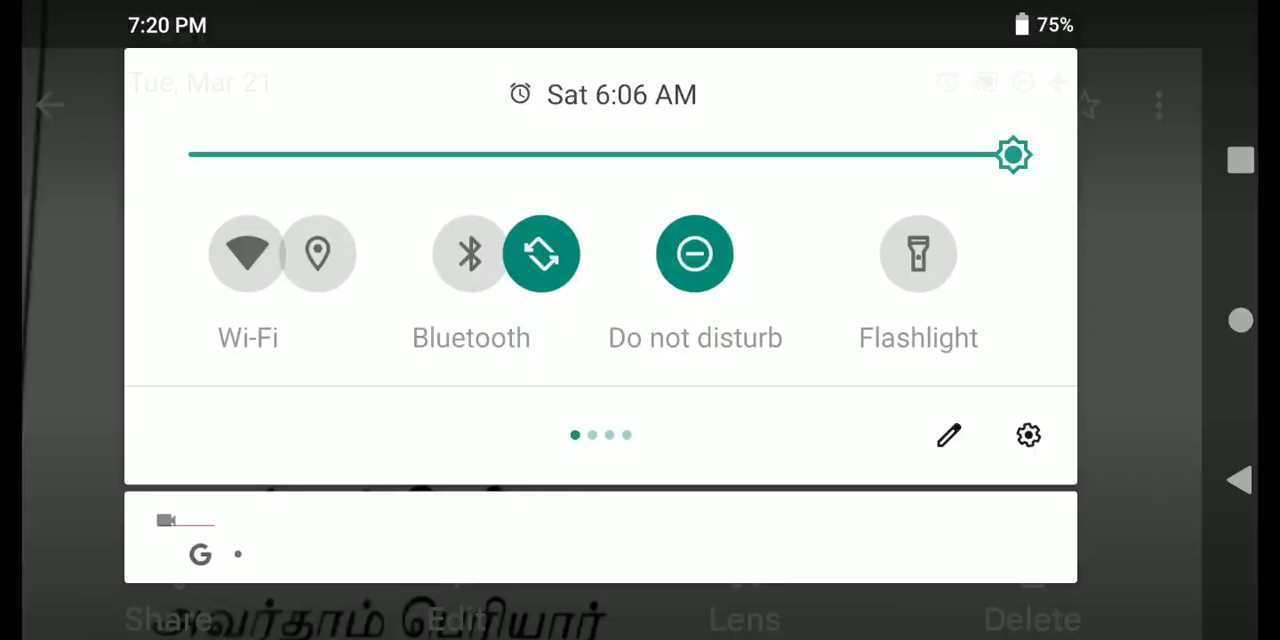 7:20 PM 75%
Tue, Mar 21
Sat 6:06 AM
Wi-Fi Bluetooth Do not disturb Flashlight
G •
அவர்தாம் பெரியார்
Share Edit Lens Delete